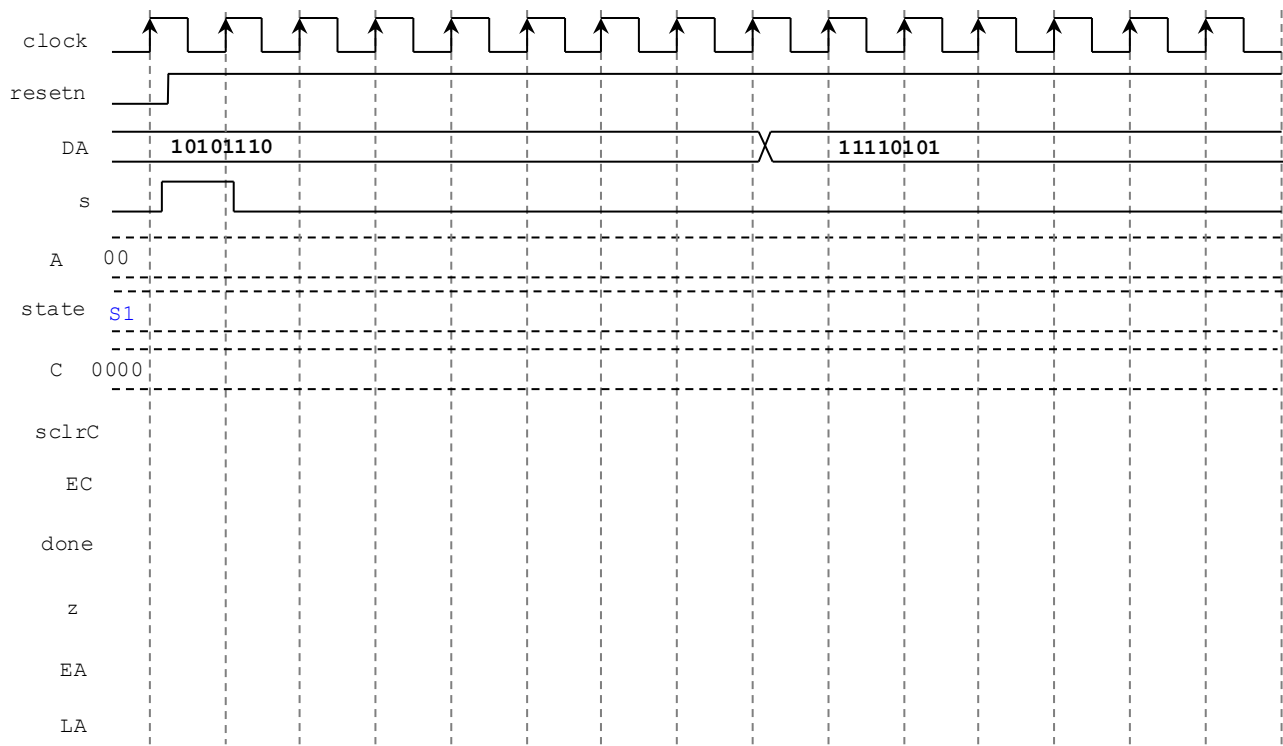 clock
resetn
DA 10101110 11110101
s
A 00
state S1
C 0000
sclrC
EC
done
z
EA
LA